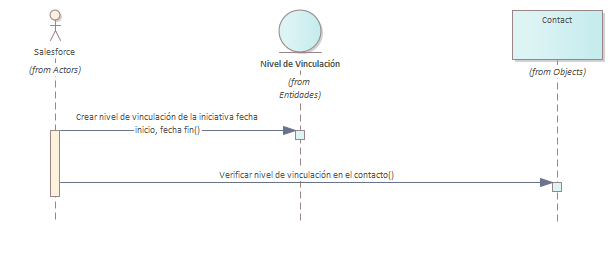 Salesforce
(from Actors)
Nivel de Vinculación
(from
Entidades)
Contact
(from Objects)
Crear nivel de vinculación de la iniciativa fecha
inicio, fecha fin()
Verificar nivel de vinculación en el contacto()